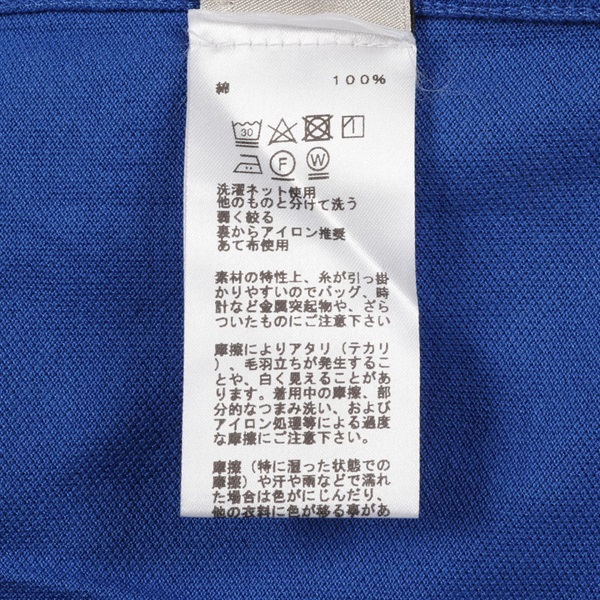 綿 100%
30
F W
洗濯ネット使用
他のものと分けて洗う
弱く絞る
裏からアイロン推奨
あて布使用
素材の特性上、糸が引っ掛
かりやすいのでバッグ、時
計など金属突起物や、ざら
ついたものにご注意下さい
摩擦によりアタリ（テカリ
）、毛羽立ちが発生するこ
とや、白く見えることがあ
ります。着用中の摩擦、部
分的なつまみ洗い、および
アイロン処理等による過度
な摩擦にご注意下さい
摩擦（特に湿った状態での
摩擦）や汗や雨などで濡れ
た場合は色がにじんだり、
他の衣料に色が移る事があ